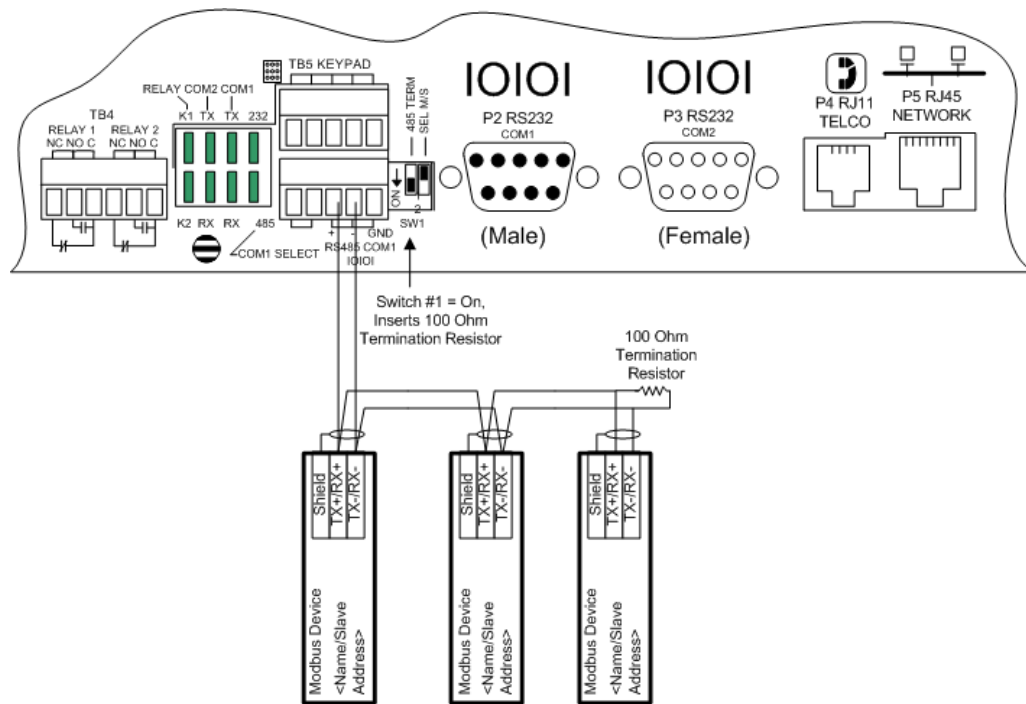 TB5 KEYPAD
RELAY COM2 COM1
K1 TX TX 232
TB4
RELAY 1 RELAY 2
NC NO C NC NO C
K2 RX RX 485
COM1 SELECT
+ - GND
RS485 COM1
IOIOI
485 TERM
SEL M/S
ON
2
SW1
IOIOI
P2 RS232
COM1
(Male)
IOIOI
P3 RS232
COM2
(Female)
P4 RJ11
TELCO
P5 RJ45
NETWORK
Switch #1 = On,
Inserts 100 Ohm
Termination Resistor
100 Ohm
Termination
Resistor
Shield
TX+/RX+
TX-/RX-
Modbus Device
<Name/Slave
Address>
Shield
TX+/RX+
TX-/RX-
Modbus Device
<Name/Slave
Address>
Shield
TX+/RX+
TX-/RX-
Modbus Device
<Name/Slave
Address>